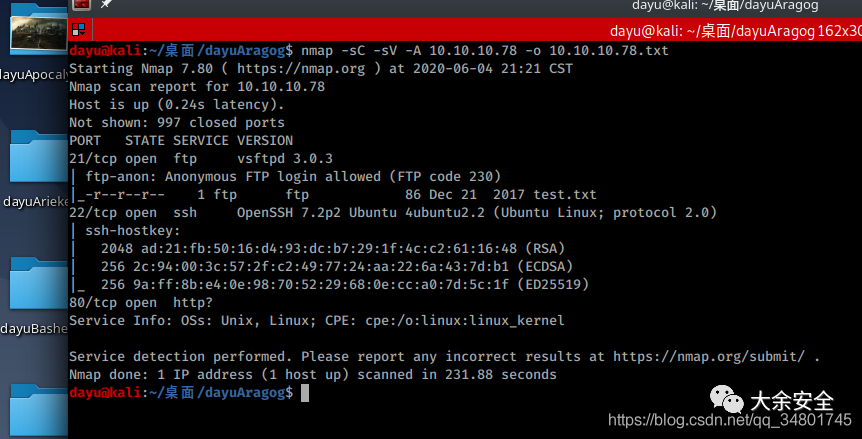 dayu@kali: ~/桌面/dayuAragog
dayu@kali: ~/桌面/dayuAragog 162x30
dayuApocaly
dayuArieke
dayuBashe
dayu@kali:~/桌面/dayuAragog$ nmap -sC -sV -A 10.10.10.78 -o 10.10.10.78.txt
Starting Nmap 7.80 ( https://nmap.org ) at 2020-06-04 21:21 CST
Nmap scan report for 10.10.10.78
Host is up (0.24s latency).
Not shown: 997 closed ports
PORT   STATE SERVICE VERSION
21/tcp open  ftp     vsftpd 3.0.3
| ftp-anon: Anonymous FTP login allowed (FTP code 230)
|_-r--r--r--    1 ftp      ftp            86 Dec 21  2017 test.txt
22/tcp open  ssh     OpenSSH 7.2p2 Ubuntu 4ubuntu2.2 (Ubuntu Linux; protocol 2.0)
| ssh-hostkey:
|   2048 ad:21:fb:50:16:d4:93:dc:b7:29:1f:4c:c2:61:16:48 (RSA)
|   256 2c:94:00:3c:57:2f:c2:49:77:24:aa:22:6a:43:7d:b1 (ECDSA)
|_  256 9a:ff:8b:e4:0e:98:70:52:29:68:0e:cc:a0:7d:5c:1f (ED25519)
80/tcp open  http?
Service Info: OSs: Unix, Linux; CPE: cpe:/o:linux:linux_kernel
Service detection performed. Please report any incorrect results at https://nmap.org/submit/ .
Nmap done: 1 IP address (1 host up) scanned in 231.88 seconds
dayu@kali:~/桌面/dayuAragog$
大余安全
https://blog.csdn.net/qq_34801745